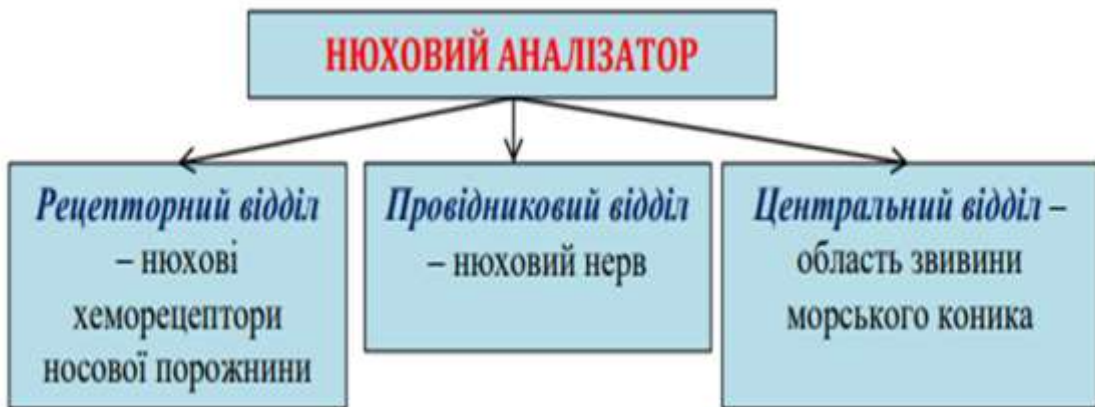 НЮХОВИЙ АНАЛІЗАТОР
Рецепторний відділ
– нюхові
хеморецептори
носової порожнини
Провідниковий відділ
– нюховий нерв
Центральний відділ –
область звивини
морського коника